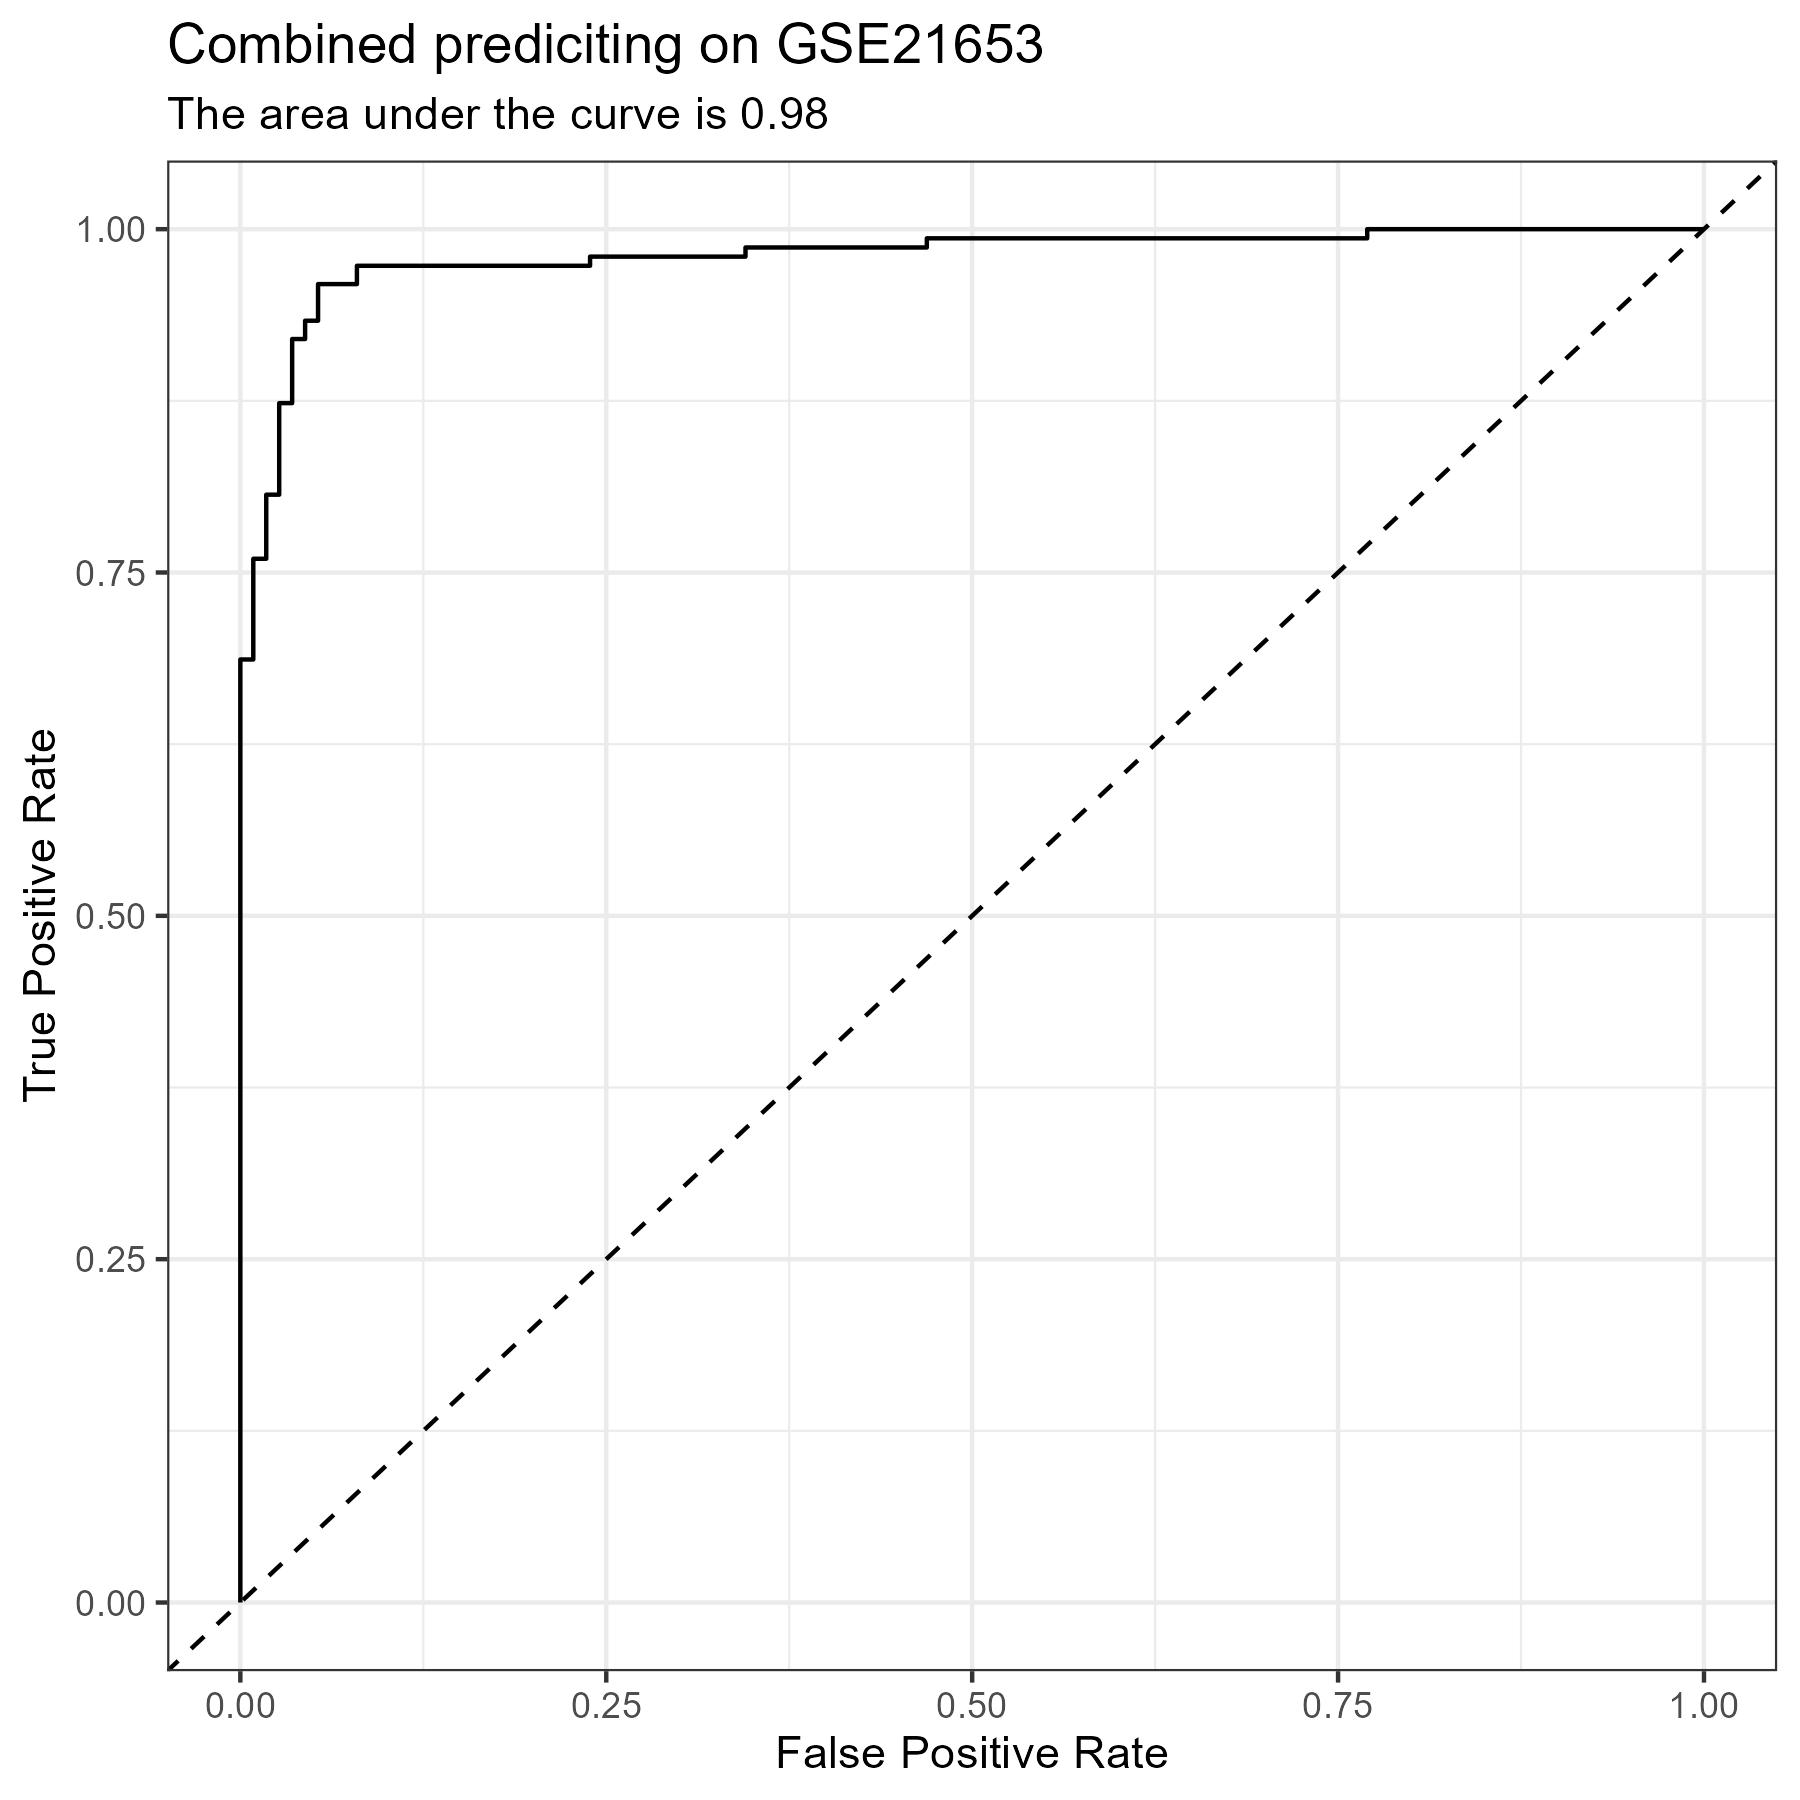 Combined prediciting on GSE21653
The area under the curve is 0.98
1.00
0.75
0.50
0.25
0.00
True Positive Rate
0.00 0.25 0.50 0.75 1.00
False Positive Rate